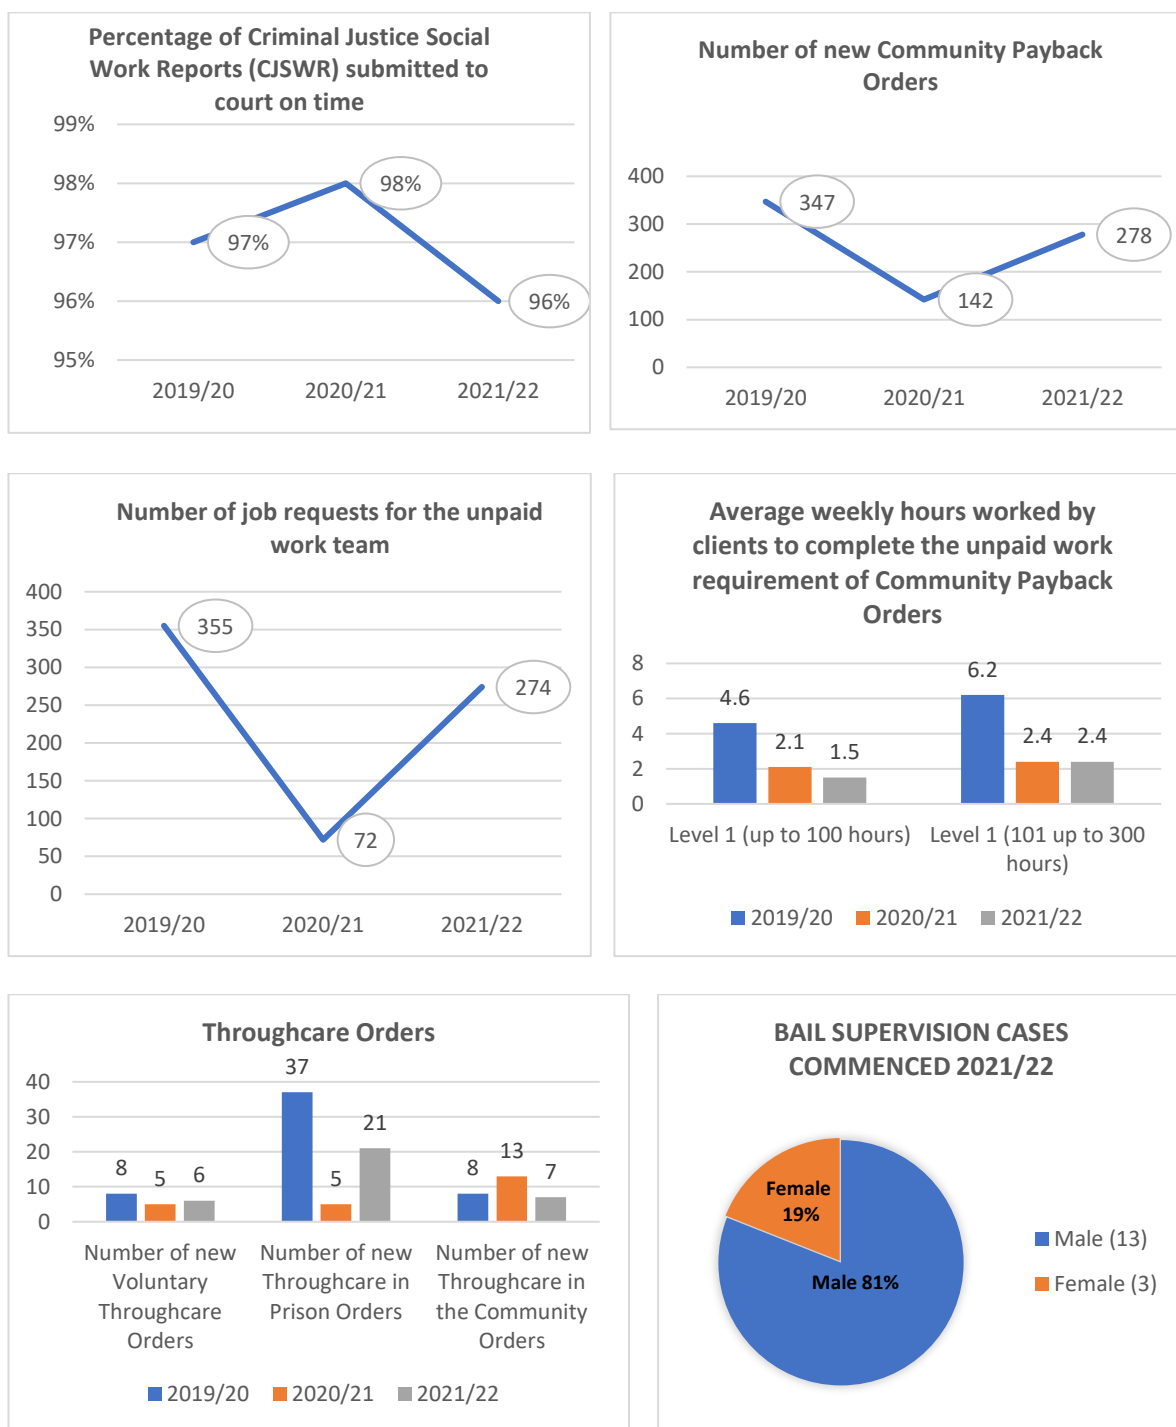 Percentage of Criminal Justice Social
Work Reports (CJSWR) submitted to
court on time
99%
98%
97%
96%
95%
97%
98%
96%
2019/20
2020/21
2021/22
Number of new Community Payback
Orders
400
300
200
100
0
347
142
278
2019/20
2020/21
2021/22
Number of job requests for the unpaid
work team
400
350
300
250
200
150
100
50
0
355
72
274
2019/20
2020/21
2021/22
Average weekly hours worked by
clients to complete the unpaid work
requirement of Community Payback
Orders
8
6
4
2
0
4.6
2.1
1.5
6.2
2.4
2.4
Level 1 (up to 100 hours)
Level 1 (101 up to 300
hours)
2019/20
2020/21
2021/22
Throughcare Orders
40
30
20
10
0
8
5
6
37
5
21
8
13
7
Number of new
Voluntary
Throughcare
Orders
Number of new
Throughcare in
Prison Orders
Number of new
Throughcare in
the Community
Orders
2019/20
2020/21
2021/22
BAIL SUPERVISION CASES
COMMENCED 2021/22
Female
19%
Male 81%
Male (13)
Female (3)